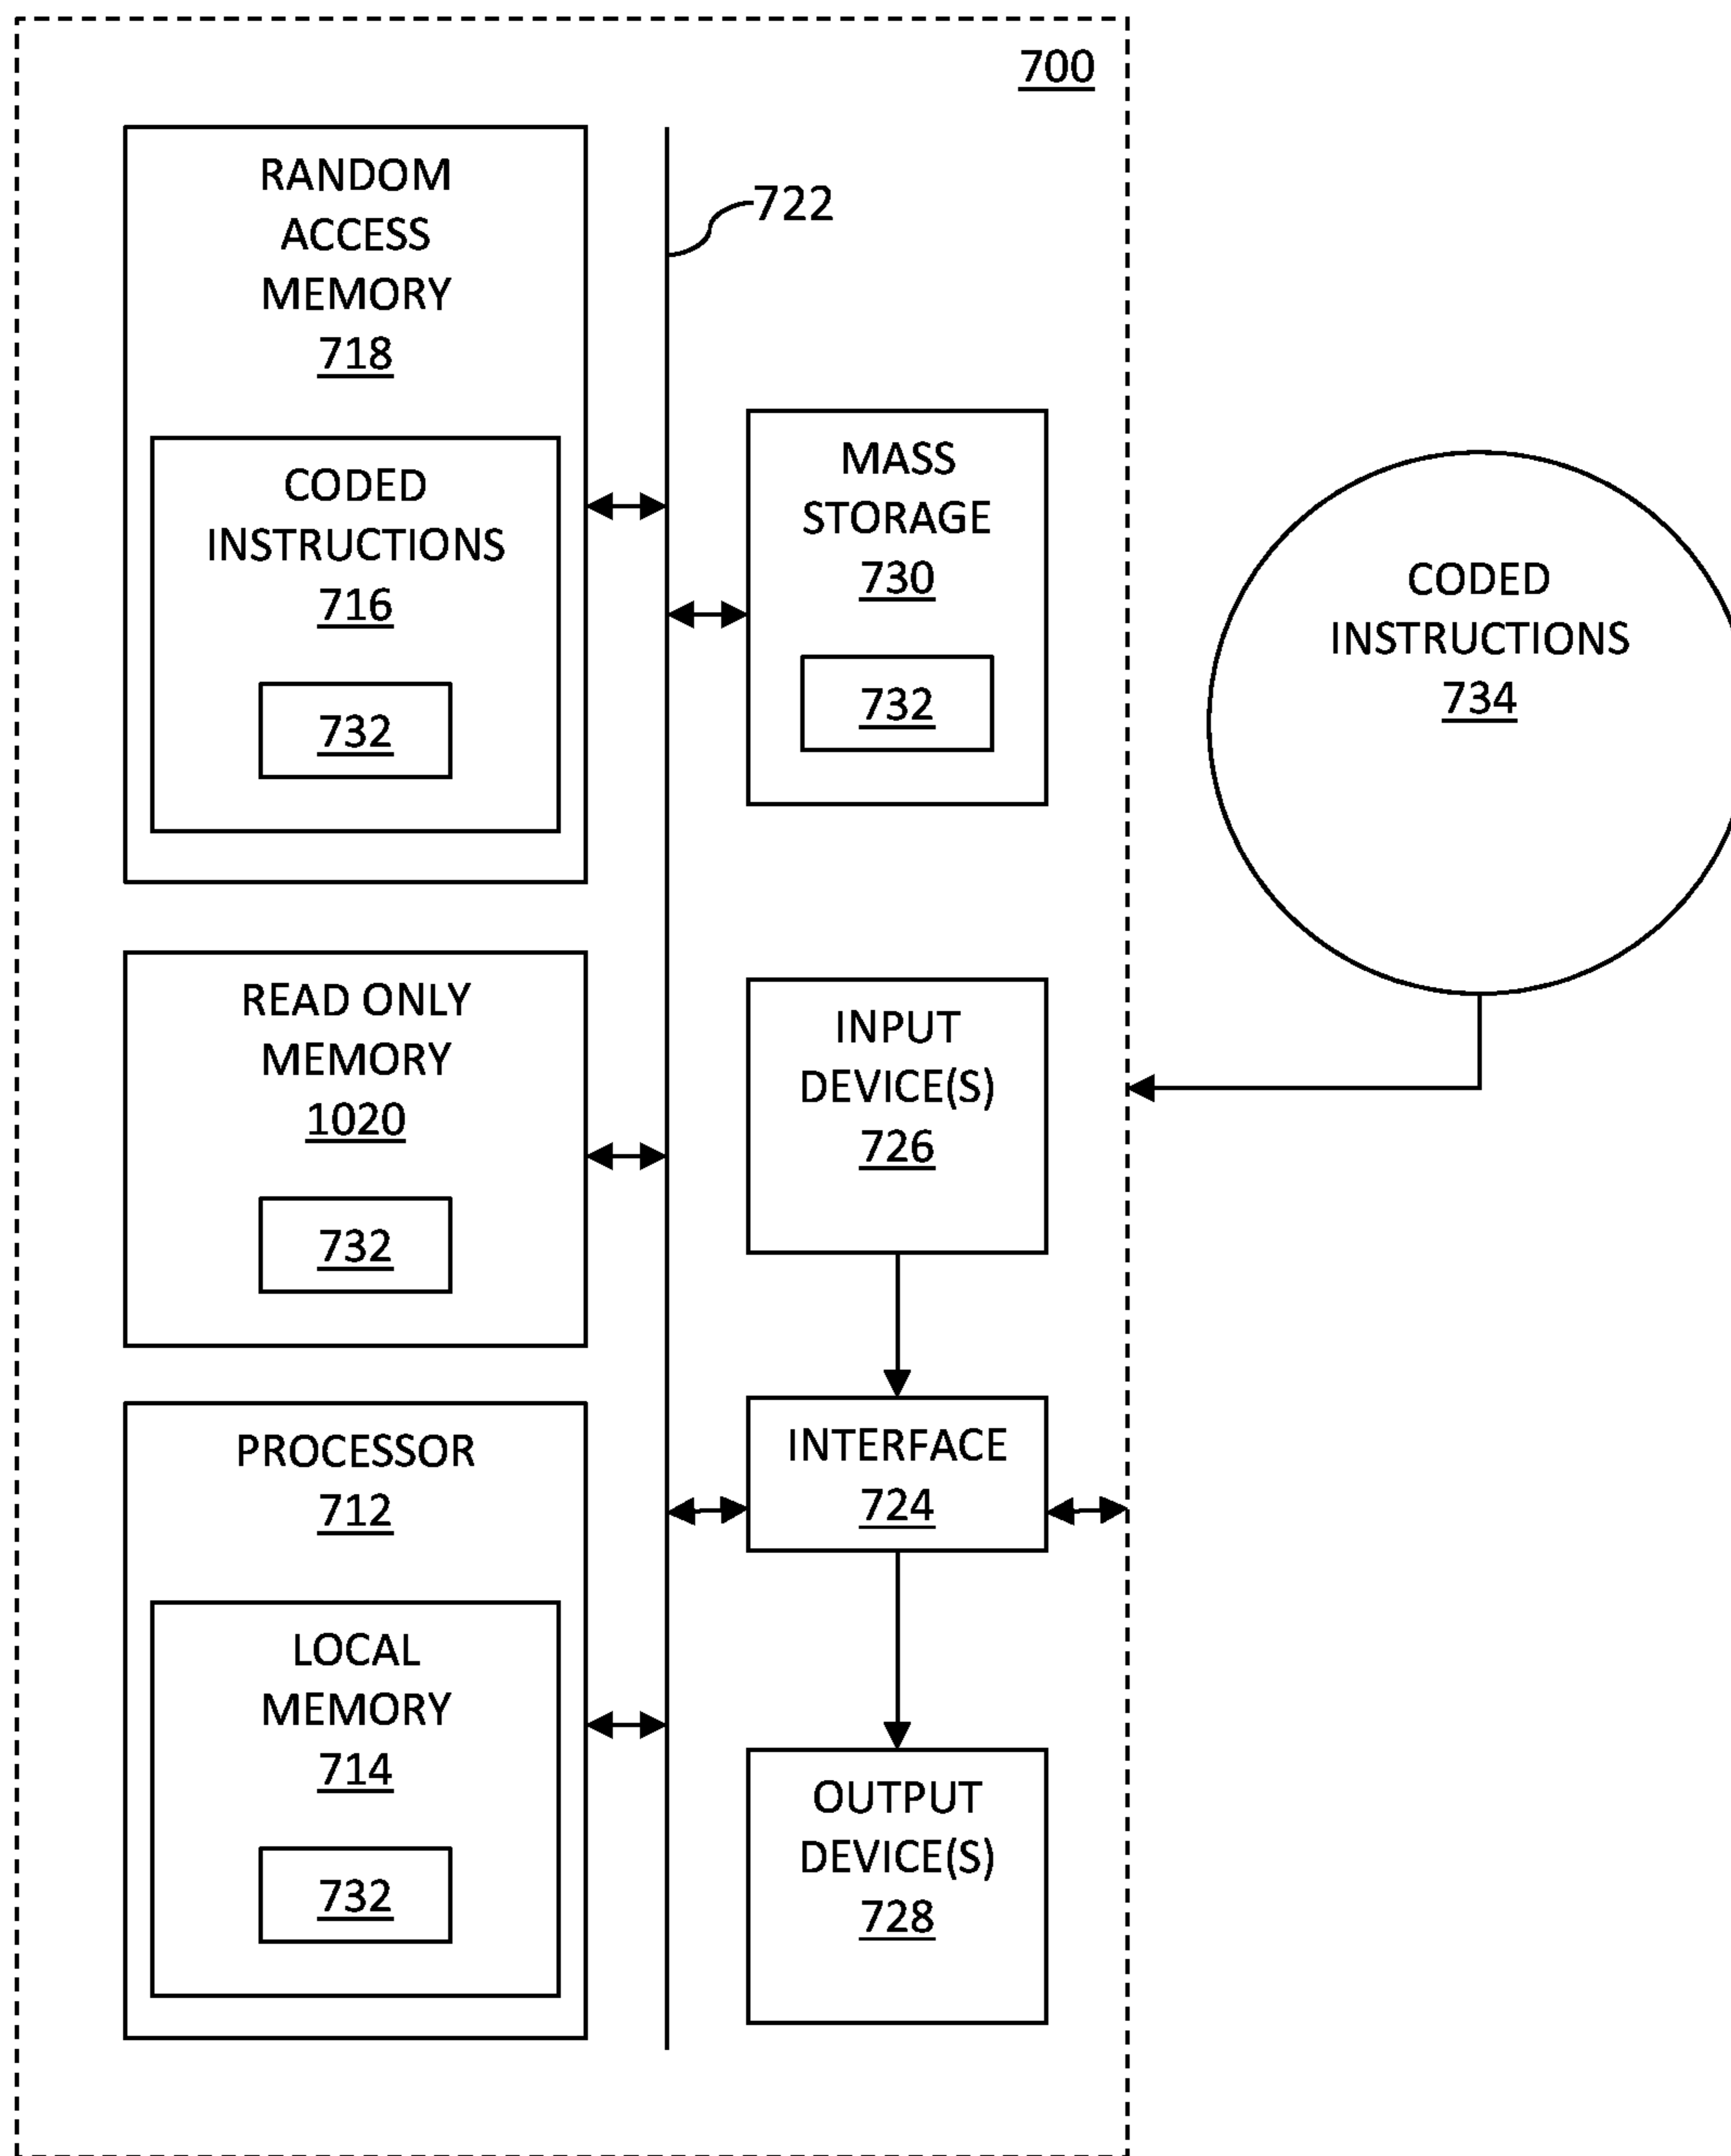 700
RANDOM
ACCESS
MEMORY
718
CODED
INSTRUCTIONS
716
732
722
MASS
STORAGE
730
732
CODED
INSTRUCTIONS
734
READ ONLY
MEMORY
1020
732
INPUT
DEVICE(S)
726
PROCESSOR
712
LOCAL
MEMORY
714
732
INTERFACE
724
OUTPUT
DEVICE(S)
728